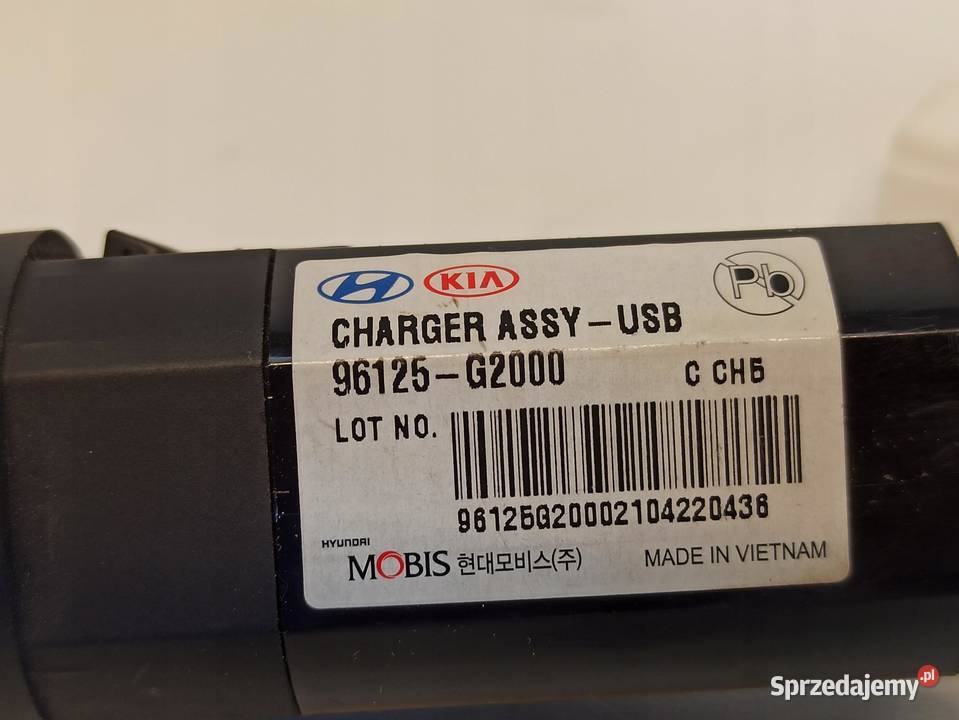 KIA
Pb
CHARGER ASSY-USB
96125-G2000 C CH5
LOT NO.
96125G20002104220436
HYUNDAI
MOBIS 현대모비스(주) MADE IN VIETNAM
Sprzedajemy.pl